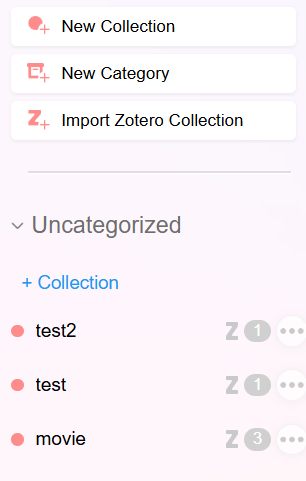 New Collection
New Category
Import Zotero Collection
Uncategorized
+ Collection
test2 Z 1
test Z 1
movie Z 3